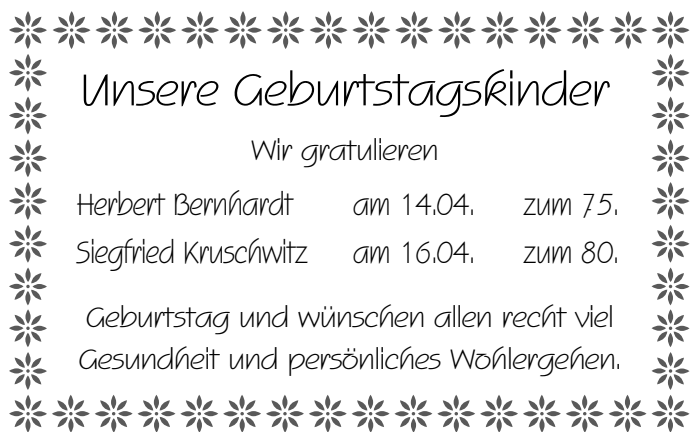 Unsere Geburtstagskinder
Wir gratulieren
Herbert Bernhardt am 14.04. zum 75.
Siegfried Kruschwitz am 16.04. zum 80.
Geburtstag und wünschen allen recht viel
Gesundheit und persönliches Wohlergehen.